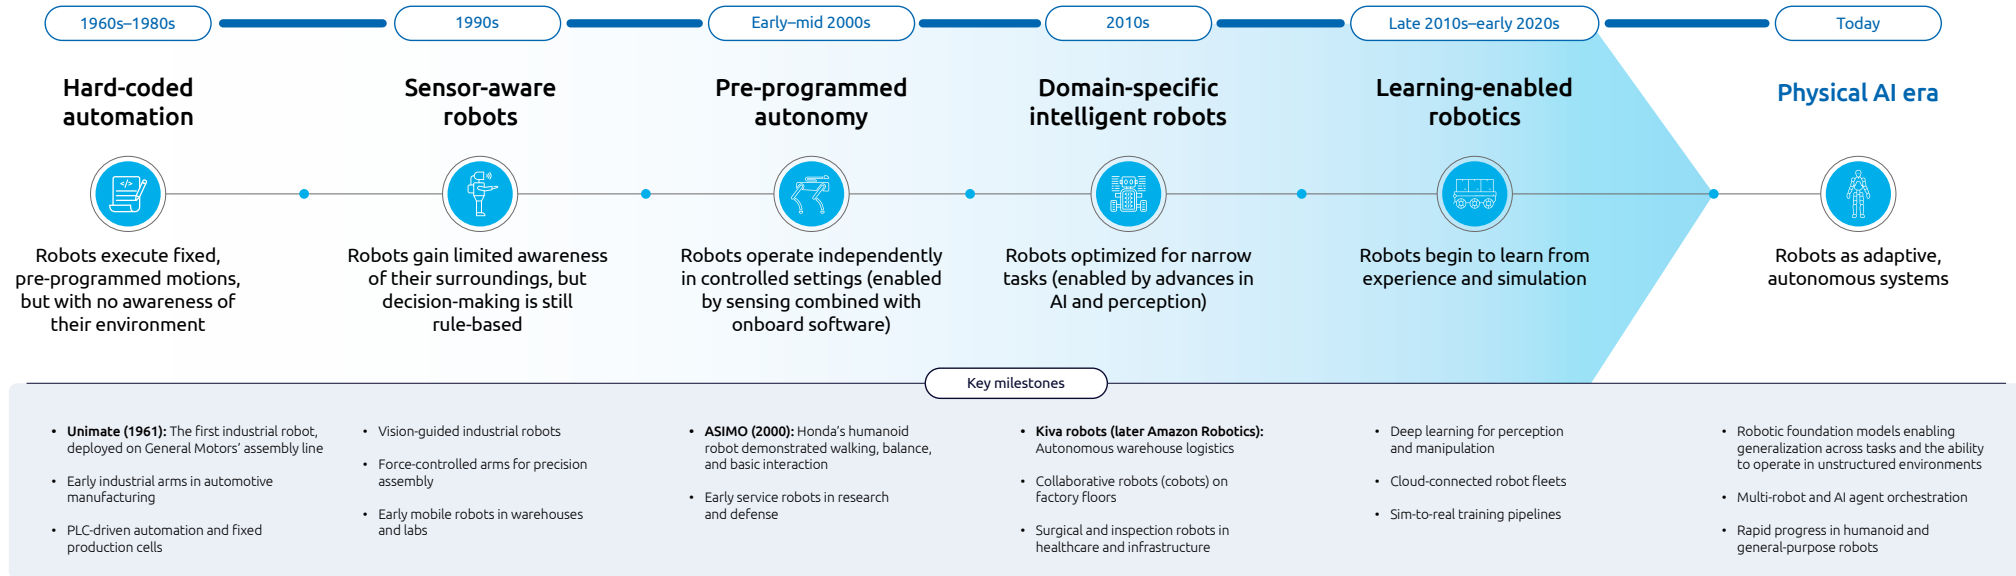 1960s–1980s
1990s
Early–mid 2000s
2010s
Late 2010s–early 2020s
Today
Hard-coded
automation
Sensor-aware
robots
Pre-programmed
autonomy
Domain-specific
intelligent robots
Learning-enabled
robotics
Physical AI era
</>
Robots execute fixed,
pre-programmed motions,
but with no awareness of
their environment
Robots gain limited awareness
of their surroundings, but
decision-making is still
rule-based
Robots operate independently
in controlled settings (enabled
by sensing combined with
onboard software)
Robots optimized for narrow
tasks (enabled by advances in
AI and perception)
Robots begin to learn from
experience and simulation
Robots as adaptive,
autonomous systems
Key milestones
• Unimate (1961): The first industrial robot,
deployed on General Motors’ assembly line
• Early industrial arms in automotive
manufacturing
• PLC-driven automation and fixed
production cells
• Vision-guided industrial robots
• Force-controlled arms for precision
assembly
• Early mobile robots in warehouses
and labs
• ASIMO (2000): Honda’s humanoid
robot demonstrated walking, balance,
and basic interaction
• Early service robots in research
and defense
• Kiva robots (later Amazon Robotics):
Autonomous warehouse logistics
• Collaborative robots (cobots) on
factory floors
• Surgical and inspection robots in
healthcare and infrastructure
• Deep learning for perception
and manipulation
• Cloud-connected robot fleets
• Sim-to-real training pipelines
• Robotic foundation models enabling
generalization across tasks and the ability
to operate in unstructured environments
• Multi-robot and AI agent orchestration
• Rapid progress in humanoid and
general-purpose robots